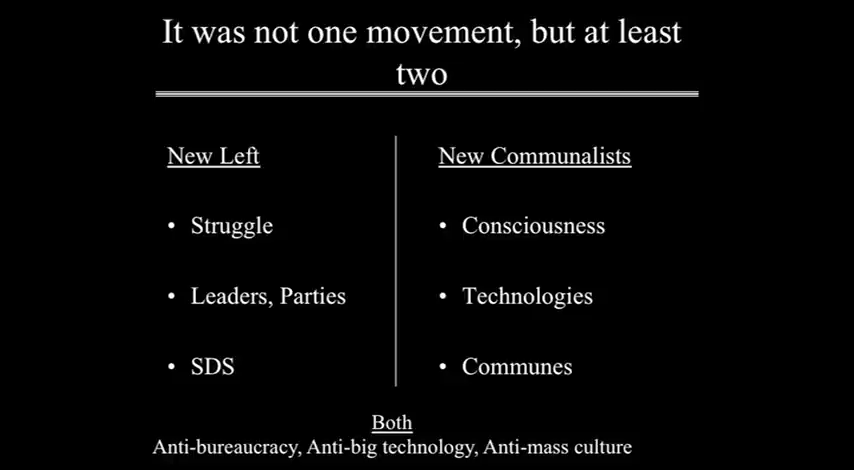 It was not one movement, but at least
two
New Left
• Struggle
• Leaders, Parties
• SDS
New Communalists
• Consciousness
• Technologies
• Communes
Both
Anti-bureaucracy, Anti-big technology, Anti-mass culture